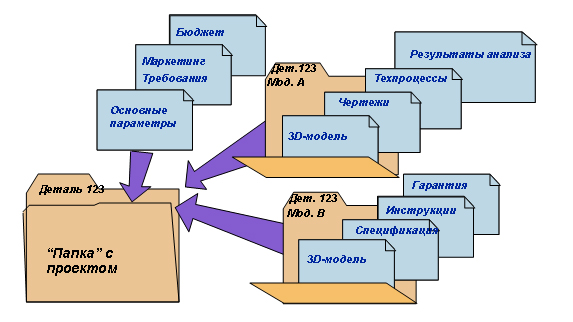 Бюджет
Маркетинг
Требования
Основные
параметры
Результаты анализа
Дет.123
Мод. А
Техпроцессы
Чертежи
3D-модель
Деталь 123
“Папка” с
проектом
Дет. 123
Мод. В
Гарантия
Инструкции
Спецификация
3D-модель